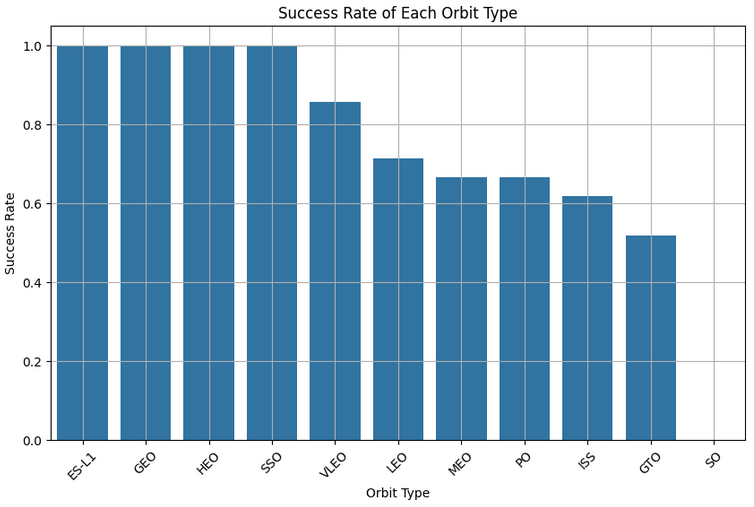 Success Rate of Each Orbit Type
Success Rate
1.0
0.8
0.6
0.4
0.2
0.0
ES-L1 GEO HEO SSO VLEO LEO MEO PO ISS GTO SO
Orbit Type